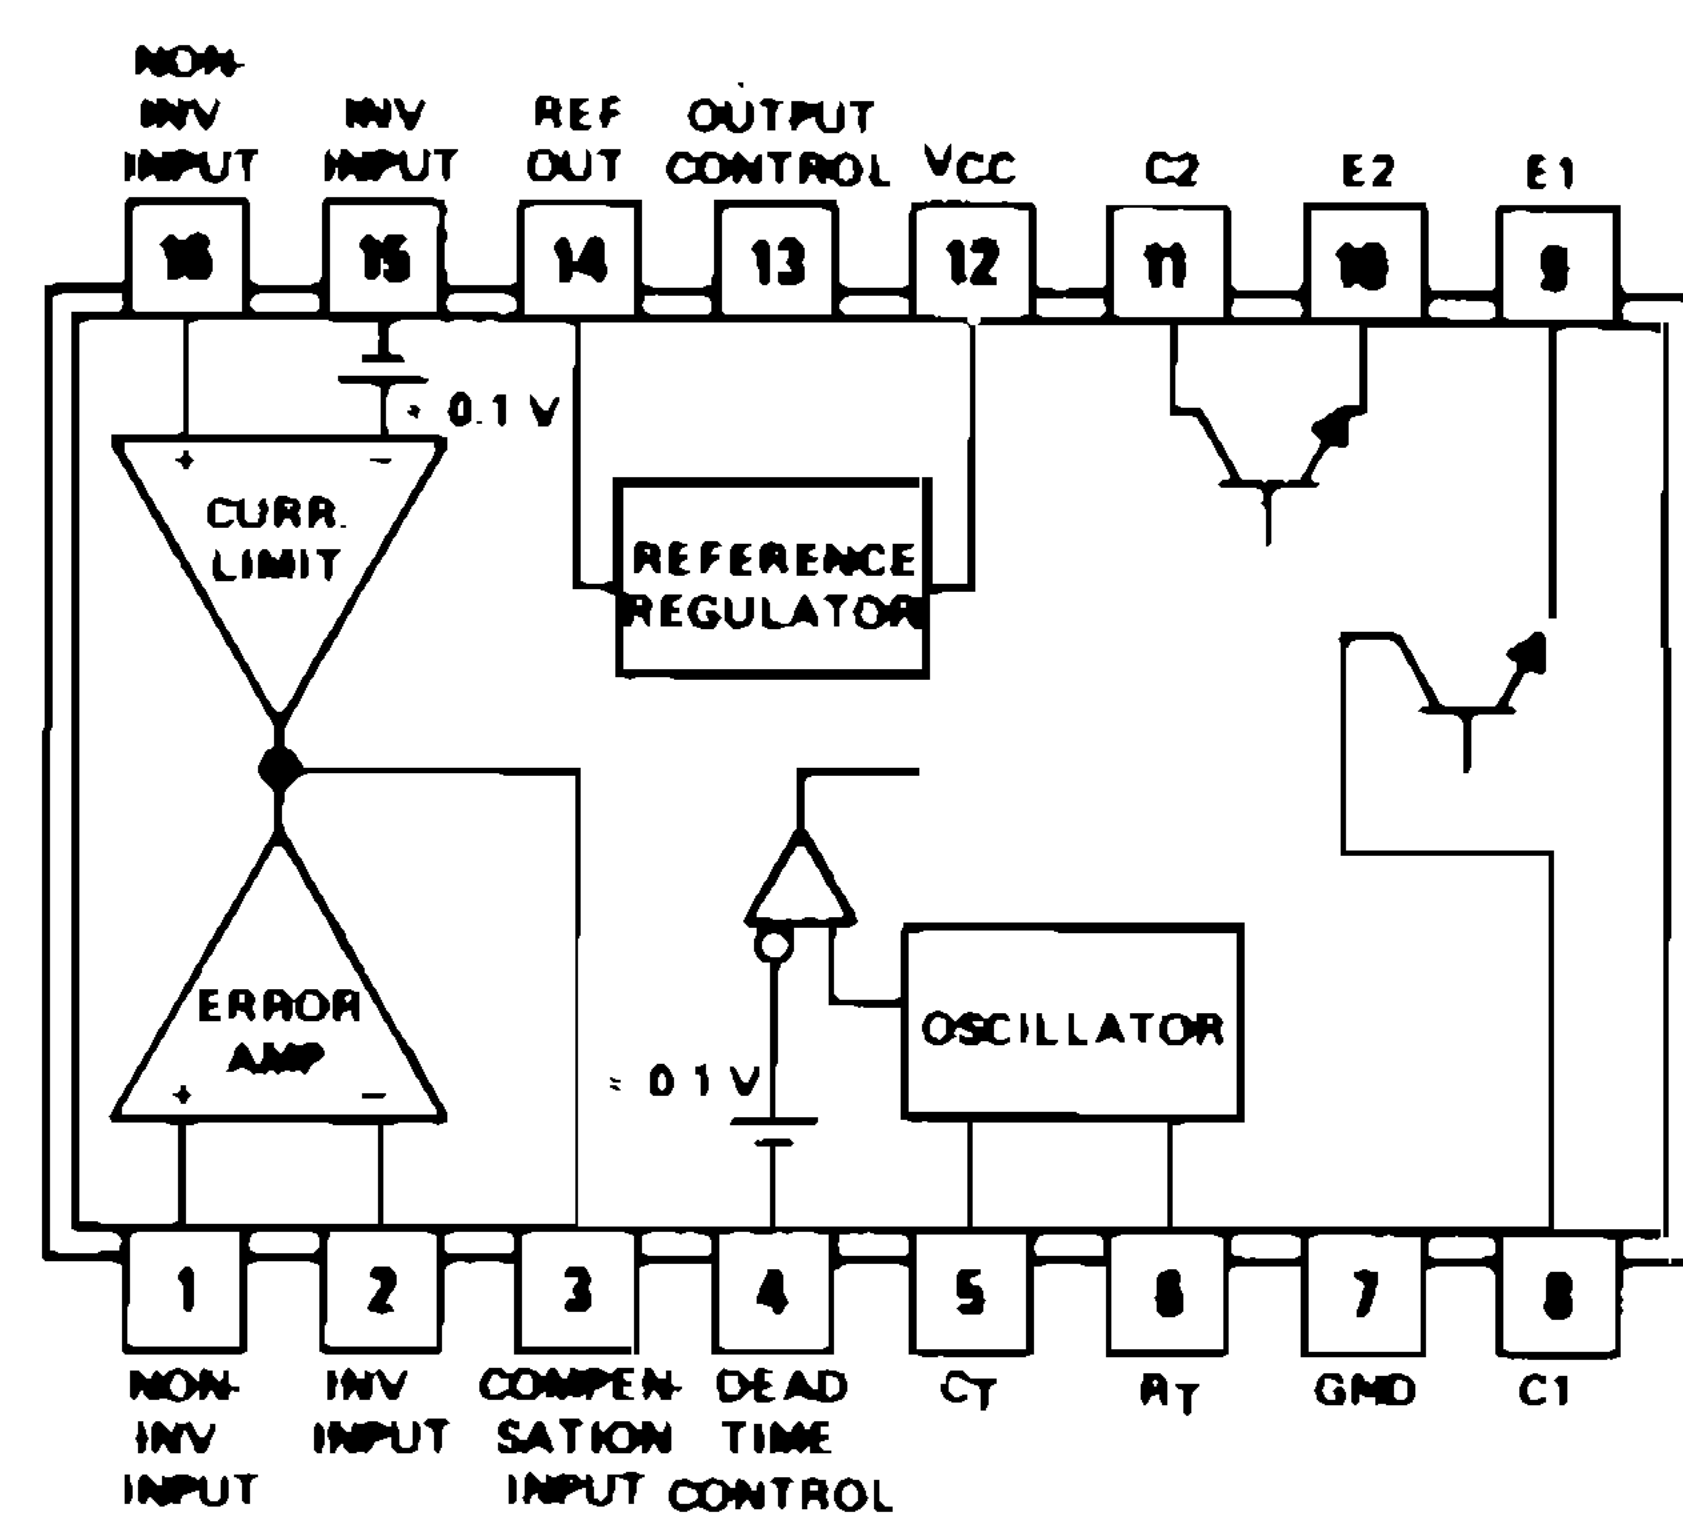 NON-
INV
INPUT
INV
INPUT
REF
OUT
OUTPUT
CONTROL
VCC
C2
E2
E1
16
15
14
13
12
11
10
9
≈ 0.1 V
+
−
CURR.
LIMIT
REFERENCE
REGULATOR
ERROR
AMP
+
−
≈ 0.1 V
OSCILLATOR
1
2
3
4
5
6
7
8
NON-
INV
INPUT
INV
INPUT
COMPEN-
SATION
INPUT
DEAD
TIME
CONTROL
CT
RT
GND
C1